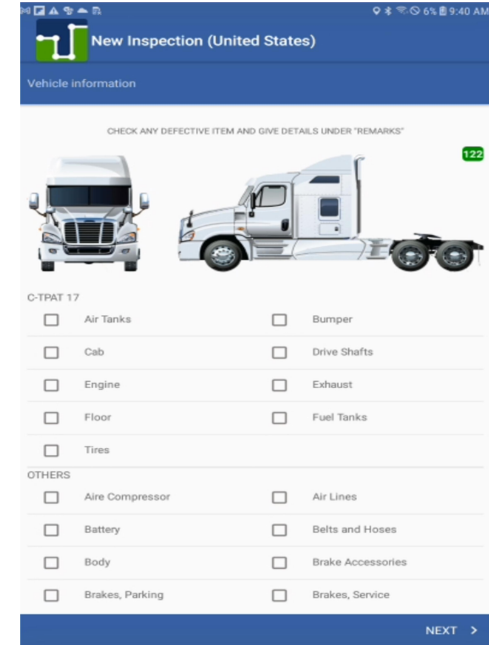 6% 9:40 AM
New Inspection (United States)
Vehicle information
CHECK ANY DEFECTIVE ITEM AND GIVE DETAILS UNDER "REMARKS"
122
C-TPAT 17
Air Tanks Bumper
Cab Drive Shafts
Engine Exhaust
Floor Fuel Tanks
Tires
OTHERS
Aire Compressor Air Lines
Battery Belts and Hoses
Body Brake Accessories
Brakes, Parking Brakes, Service
NEXT >